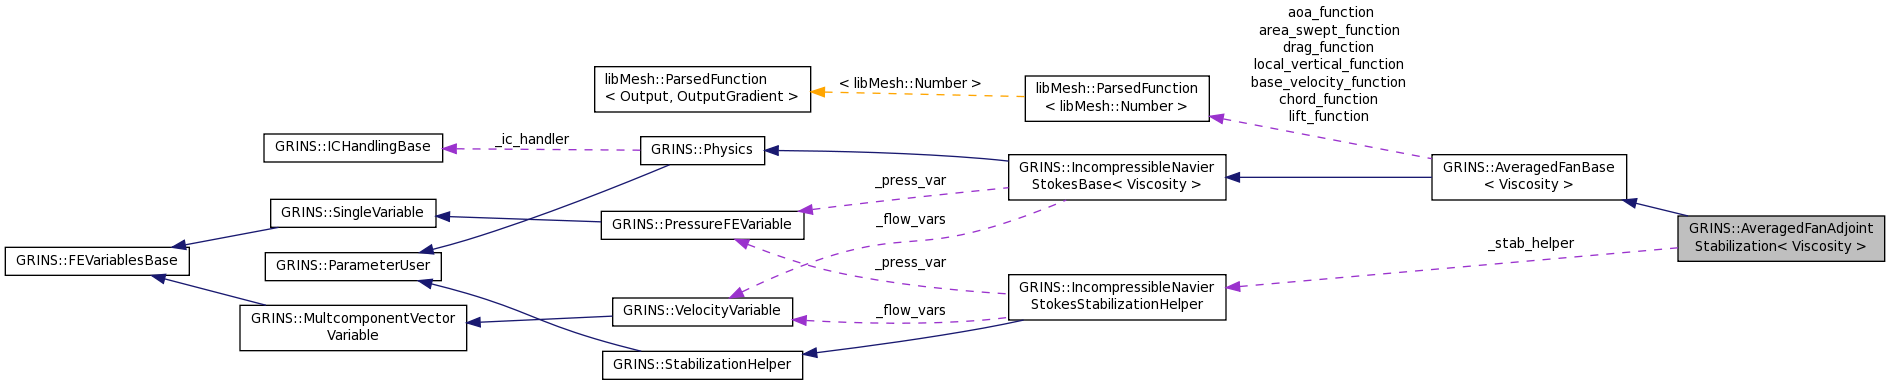 aoa_function
area_swept_function
drag_function
local_vertical_function
base_velocity_function
chord_function
lift_function
libMesh::ParsedFunction
< Output, OutputGradient >
< libMesh::Number >
libMesh::ParsedFunction
< libMesh::Number >
GRINS::ICHandlingBase
_ic_handler
GRINS::Physics
GRINS::IncompressibleNavier
StokesBase< Viscosity >
GRINS::AveragedFanBase
< Viscosity >
_press_var
GRINS::SingleVariable
GRINS::PressureFEVariable
_flow_vars
GRINS::AveragedFanAdjoint
Stabilization< Viscosity >
_stab_helper
GRINS::FEVariablesBase
GRINS::ParameterUser
_press_var
GRINS::IncompressibleNavier
StokesStabilizationHelper
GRINS::MultcomponentVector
Variable
GRINS::VelocityVariable
_flow_vars
GRINS::StabilizationHelper